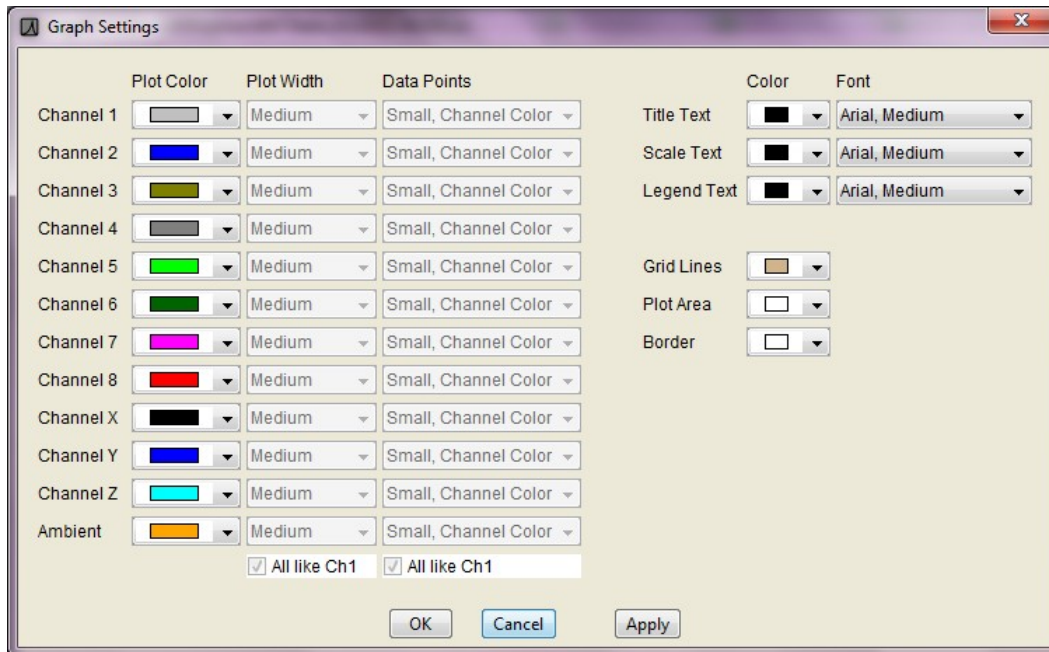 Graph Settings
Plot Color Plot Width Data Points Color Font
Channel 1 Medium Small, Channel Color Title Text Arial, Medium
Channel 2 Medium Small, Channel Color Scale Text Arial, Medium
Channel 3 Medium Small, Channel Color Legend Text Arial, Medium
Channel 4 Medium Small, Channel Color
Channel 5 Medium Small, Channel Color Grid Lines
Channel 6 Medium Small, Channel Color Plot Area
Channel 7 Medium Small, Channel Color Border
Channel 8 Medium Small, Channel Color
Channel X Medium Small, Channel Color
Channel Y Medium Small, Channel Color
Channel Z Medium Small, Channel Color
Ambient Medium Small, Channel Color
All like Ch1 All like Ch1
OK Cancel Apply